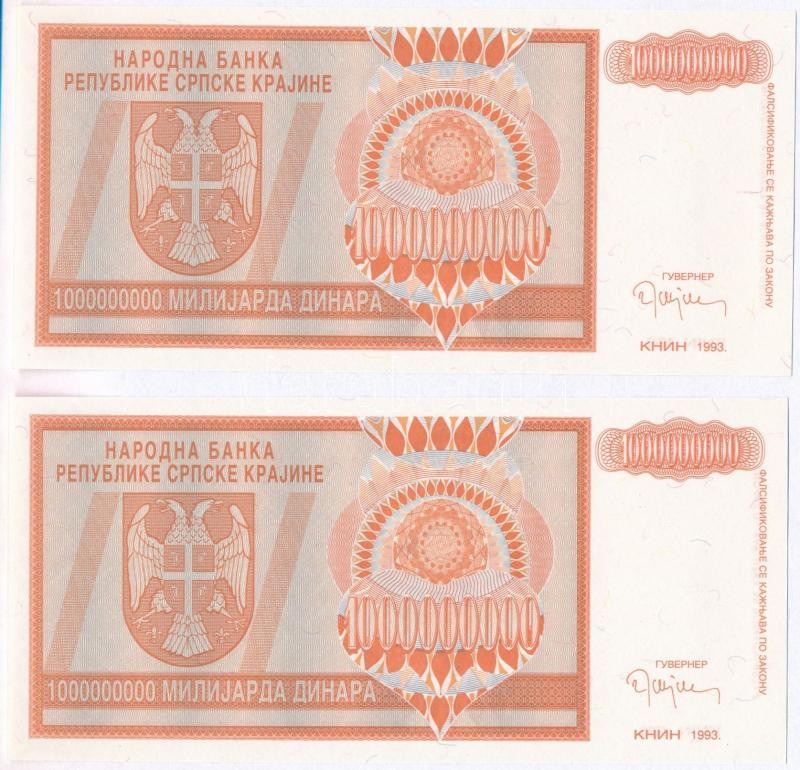 НАРОДНА БАНКА
РЕПУБЛИКЕ СРПСКЕ КРАЈИНЕ
1000000000
1000000000
1000000000 МИЛИЈАРДА ДИНАРА
ФАЛСИФИКОВАЊЕ СЕ КАЖЊАВА ПО ЗАКОНУ
ГУВЕРНЕР
КНИН 1993.
НАРОДНА БАНКА
РЕПУБЛИКЕ СРПСКЕ КРАЈИНЕ
1000000000
1000000000
1000000000 МИЛИЈАРДА ДИНАРА
ФАЛСИФИКОВАЊЕ СЕ КАЖЊАВА ПО ЗАКОНУ
ГУВЕРНЕР
КНИН 1993.